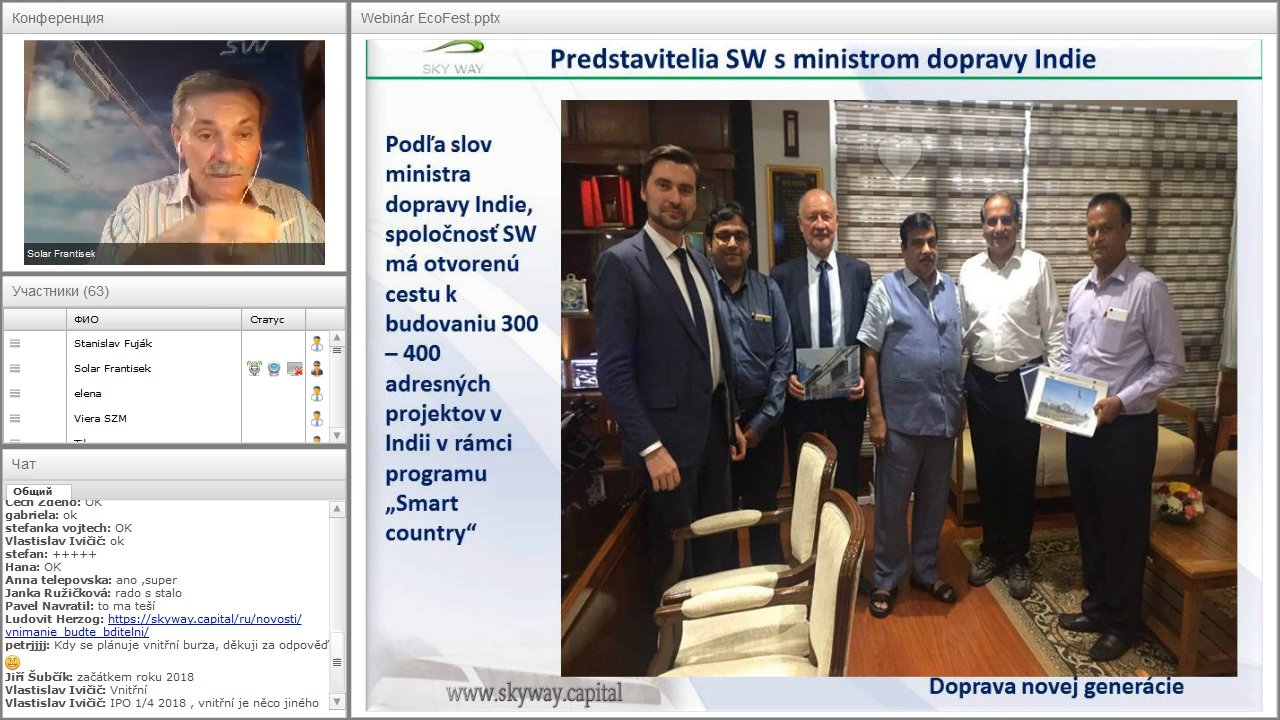 Конференция
SW
Solar Frantisek
Участники (63)
ФИО
Статус
Stanislav Fuják
Solar Frantisek
elena
Viera SZM
Чат
Общий
Cech Zdeno: OK
gabriela: ok
stefanka vojtech: OK
Vlastislav Ivičič: ok
stefan: +++++
Hana: OK
Anna telepovska: ano ,super
Janka Ružičková: rado s stalo
Pavel Navratil: to ma teší
Ludovit Herzog: https://skyway.capital/ru/novosti/
vnimanie_budte_bditelni/
petrjjjj: Kdy se plánuje vnitřní burza, děkuji za odpověď
Jiří Šubčík: začátkem roku 2018
Vlastislav Ivičič: Vnitřní
Vlastislav Ivičič: IPO 1/4 2018 , vnitřní je něco jiného
Webinár EcoFest.pptx
SKY WAY
Predstavitelia SW s ministrom dopravy Indie
Podľa slov
ministra
dopravy Indie,
spoločnosť SW
má otvorenú
cestu k
budovaniu 300
– 400
adresných
projektov v
Indii v rámci
programu
„Smart
country“
www.skyway.capital
Doprava novej generácie